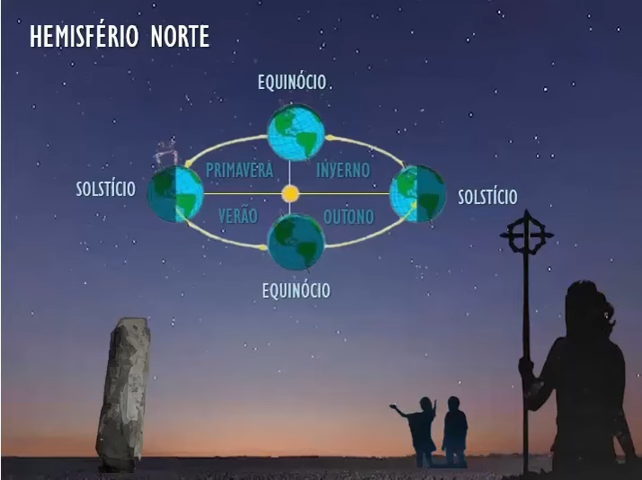 HEMISFÉRIO NORTE
EQUINÓCIO.
PRIMAVERA INVERNO
SOLSTÍCIO
SOLSTÍCIO
VERÃO OUTONO
EQUINÓCIO